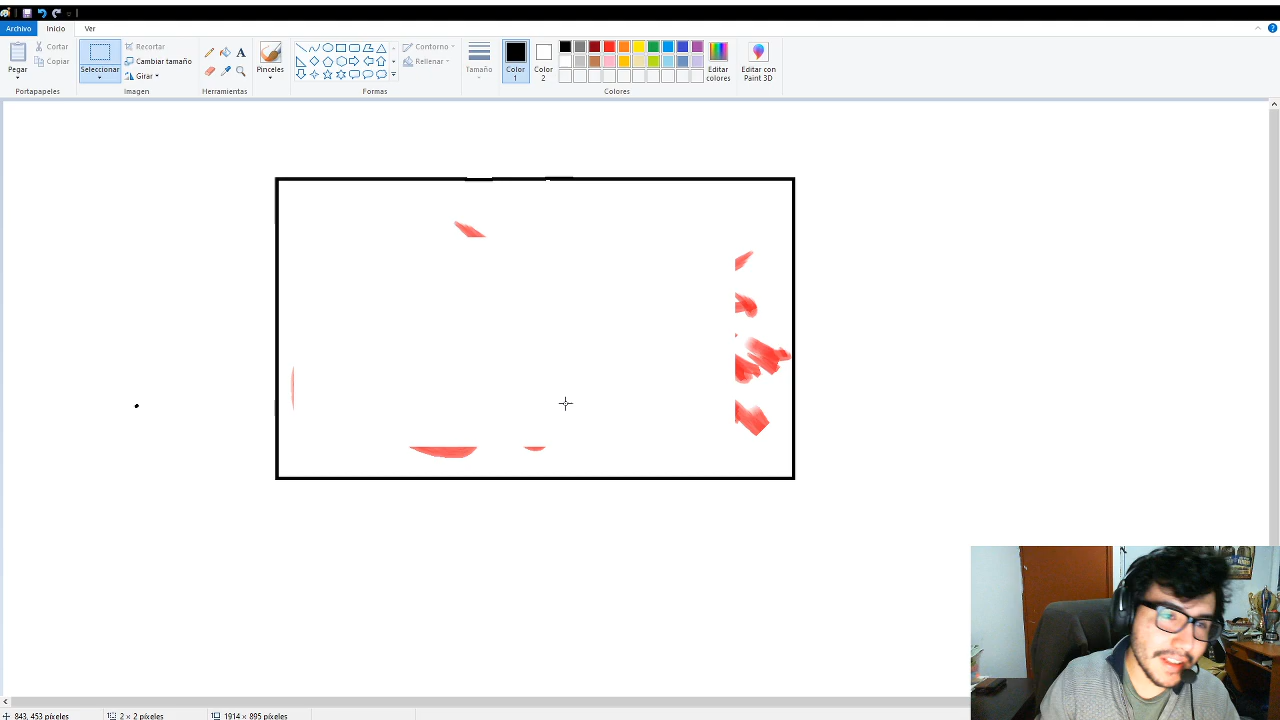 Archivo Inicio Ver
Pegar
Cortar
Copiar
Portapapeles
Seleccionar
Recortar
Cambiar tamaño
Girar
Imagen
A
Herramientas
Pinceles
Contorno
Rellenar
Formas
Tamaño
Color
1
Color
2
Editar
colores
Editar con
Paint 3D
Colores
843, 453 píxeles
2 × 2 píxeles
1914 × 895 píxeles